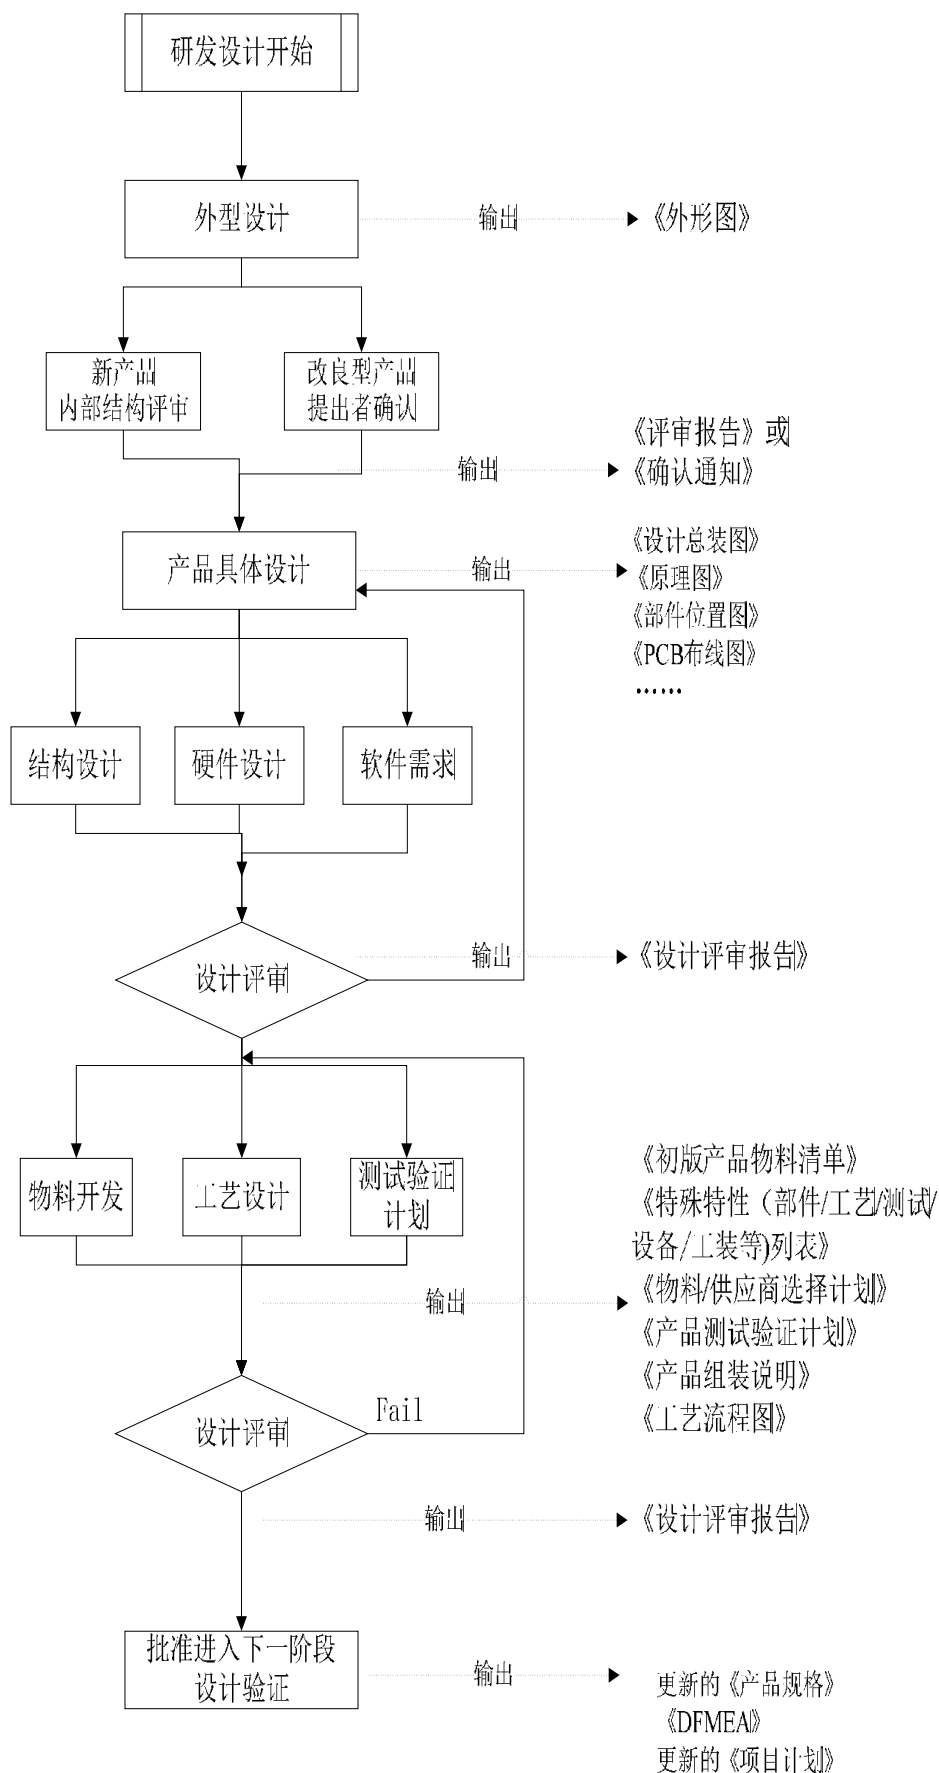 研发设计开始
外型设计
输出
《外形图》
新产品
内部结构评审
改良型产品
提出者确认
输出
《评审报告》或
《确认通知》
产品具体设计
输出
《设计总装图》
《原理图》
《部件位置图》
《PCB布线图》
……
结构设计
硬件设计
软件需求
设计评审
输出
《设计评审报告》
物料开发
工艺设计
测试验证
计划
输出
《初版产品物料清单》
《特殊特性（部件/工艺/测试/
设备/工装等)列表》
《物料/供应商选择计划》
《产品测试验证计划》
《产品组装说明》
《工艺流程图》
设计评审
Fail
输出
《设计评审报告》
批准进入下一阶段
设计验证
输出
更新的《产品规格》
《DFMEA》
更新的《项目计划》